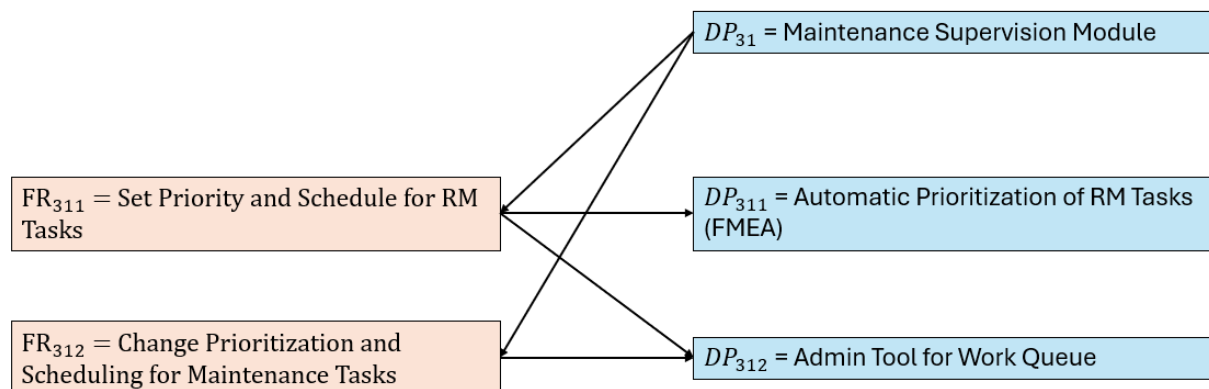 DP₃₁ = Maintenance Supervision Module
FR₃₁₁ = Set Priority and Schedule for RM
Tasks
DP₃₁₁ = Automatic Prioritization of RM Tasks
(FMEA)
FR₃₁₂ = Change Prioritization and
Scheduling for Maintenance Tasks
DP₃₁₂ = Admin Tool for Work Queue